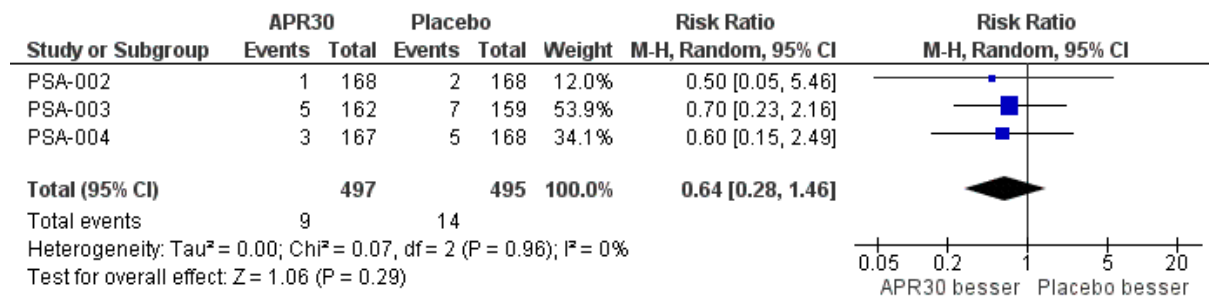 APR30 Placebo Risk Ratio Risk Ratio
Study or Subgroup Events Total Events Total Weight M-H, Random, 95% CI M-H, Random, 95% CI
PSA-002 1 168 2 168 12.0% 0.50 [0.05, 5.46]
PSA-003 5 162 7 159 53.9% 0.70 [0.23, 2.16]
PSA-004 3 167 5 168 34.1% 0.60 [0.15, 2.49]
Total (95% CI) 497 495 100.0% 0.64 [0.28, 1.46]
Total events 9 14
Heterogeneity: Tau² = 0.00; Chi² = 0.07, df = 2 (P = 0.96); I² = 0%
Test for overall effect: Z = 1.06 (P = 0.29)
0.05 0.2 1 5 20
APR30 besser Placebo besser